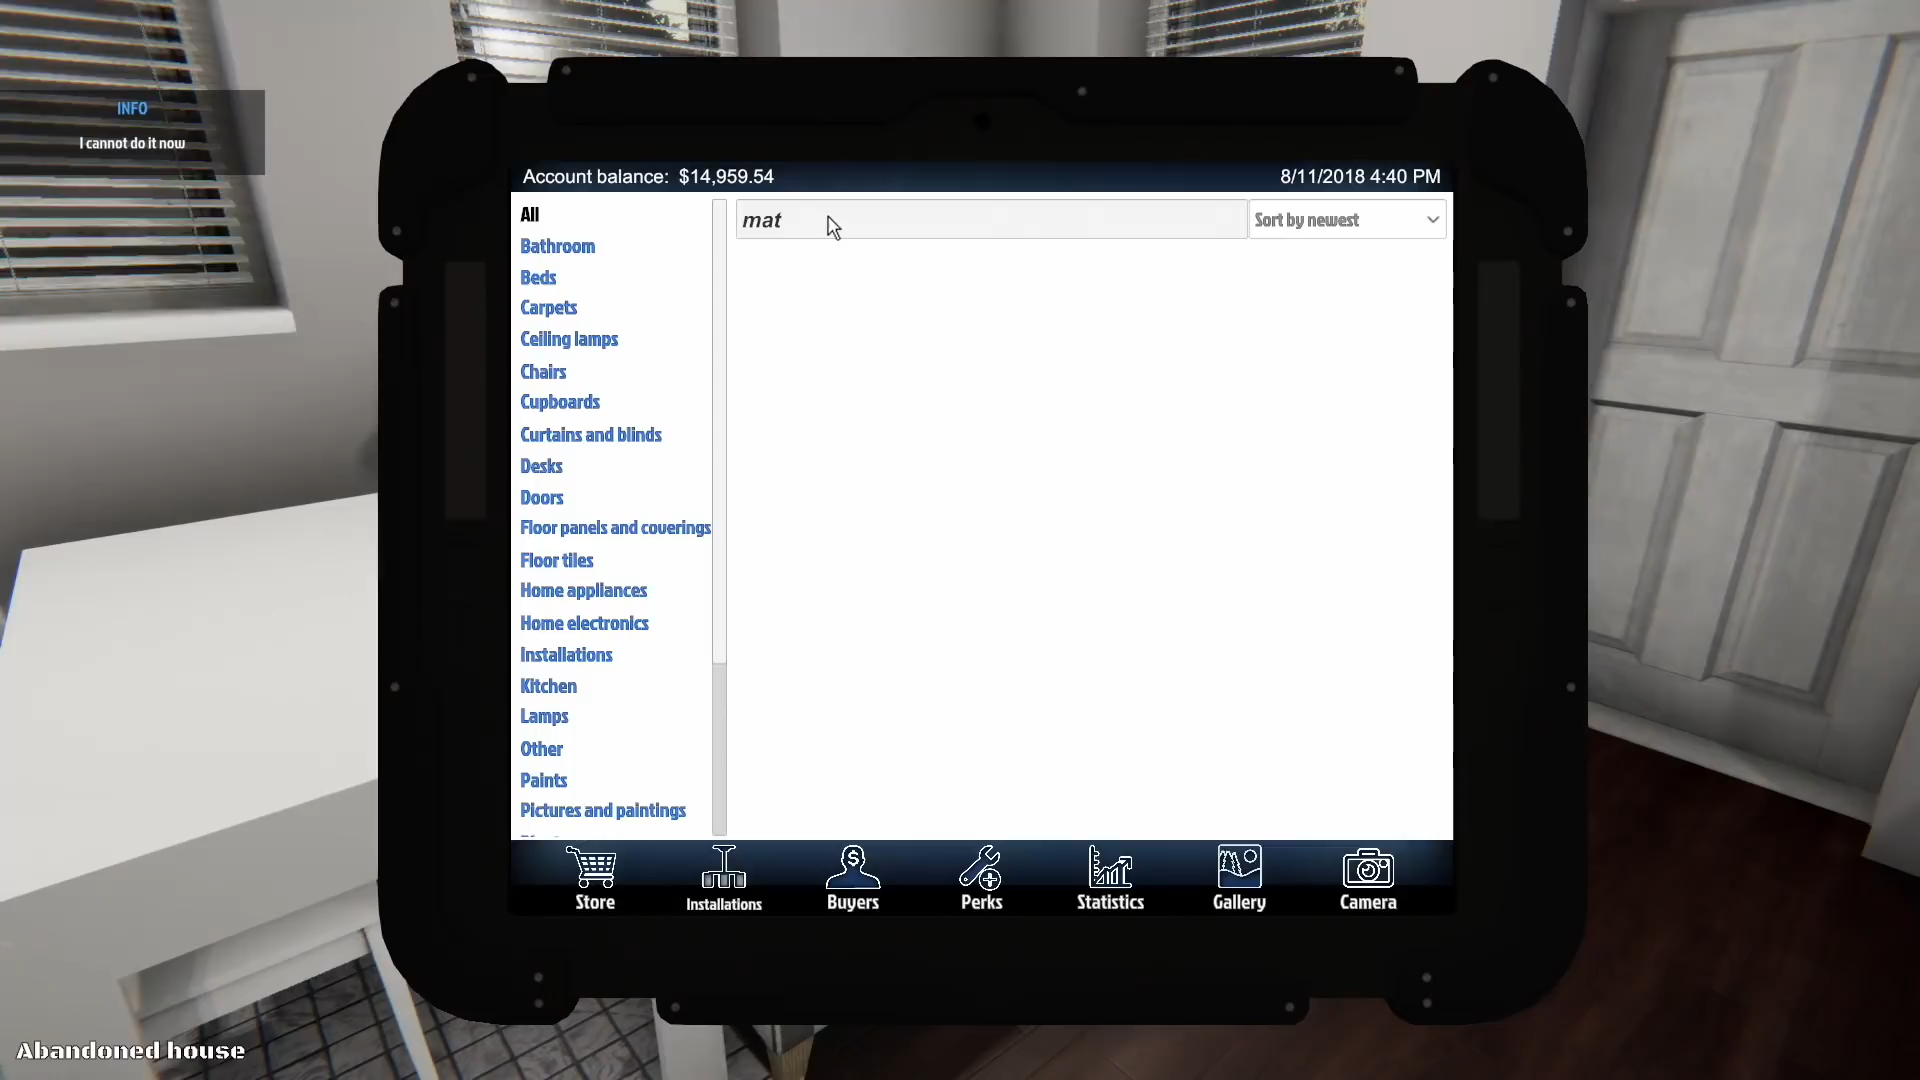 INFO
I cannot do it now
Account balance: $14,959.54
8/11/2018 4:40 PM
mat
Sort by newest
All
Bathroom
Beds
Carpets
Ceiling lamps
Chairs
Cupboards
Curtains and blinds
Desks
Doors
Floor panels and coverings
Floor tiles
Home appliances
Home electronics
Installations
Kitchen
Lamps
Other
Paints
Pictures and paintings
Store
Installations
Buyers
Perks
Statistics
Gallery
Camera
Abandoned house